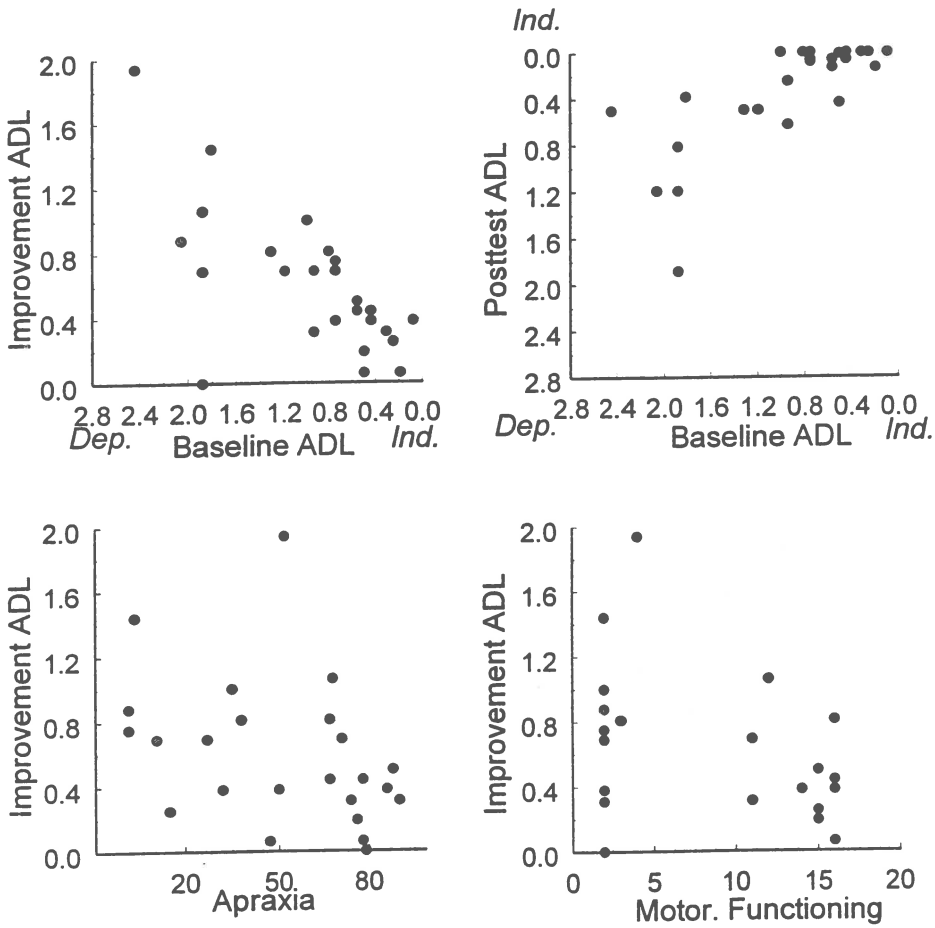 Improvement ADL
2.0
1.6
1.2
0.8
0.4
0.0
2.8 2.4 2.0 1.6 1.2 0.8 0.4 0.0
Dep. Baseline ADL Ind.
Ind.
Posttest ADL
0.0
0.4
0.8
1.2
1.6
2.0
2.4
2.8
2.8 2.4 2.0 1.6 1.2 0.8 0.4 0.0
Dep. Baseline ADL Ind.
Improvement ADL
2.0
1.6
1.2
0.8
0.4
0.0
20 50 80
Apraxia
Improvement ADL
2.0
1.6
1.2
0.8
0.4
0.0
0 5 10 15 20
Motor. Functioning